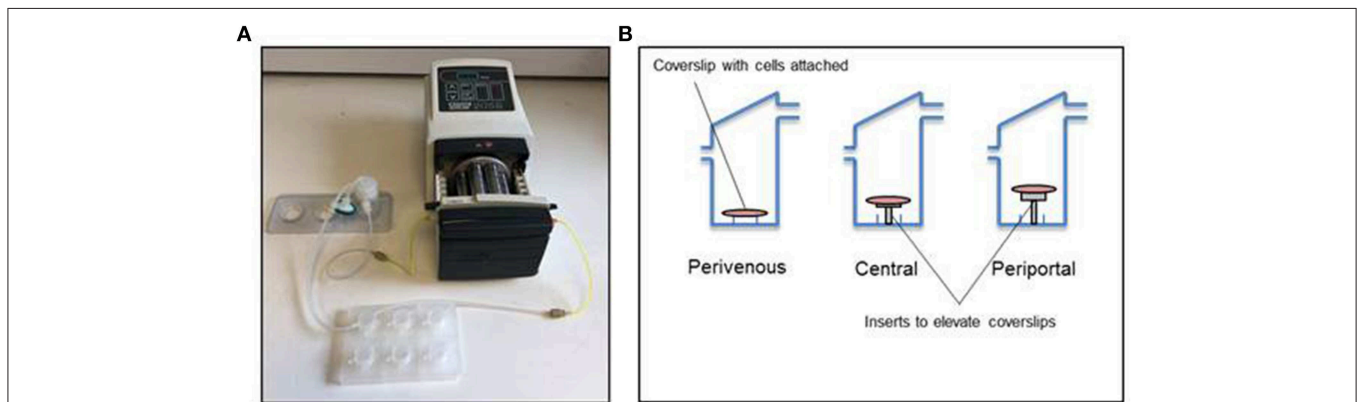 A
B
Coverslip with cells attached
Perivenous
Central
Periportal
Inserts to elevate coverslips